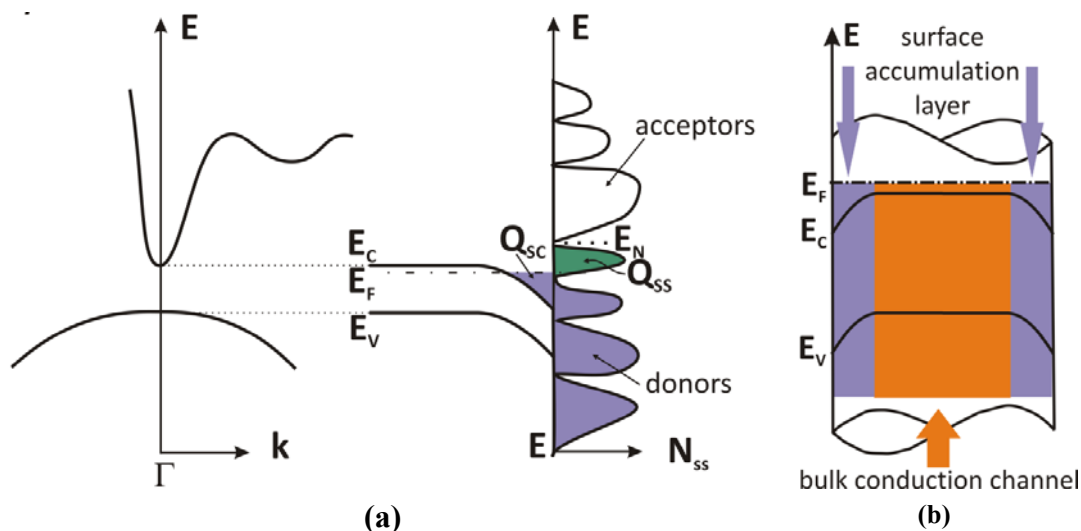 E
k
Γ
E_C
E_F
E_V
E
acceptors
Q_SC
E_N
Q_SS
donors
E
N_ss
(a)
E
surface
accumulation
layer
E_F
E_C
E_V
bulk conduction channel
(b)